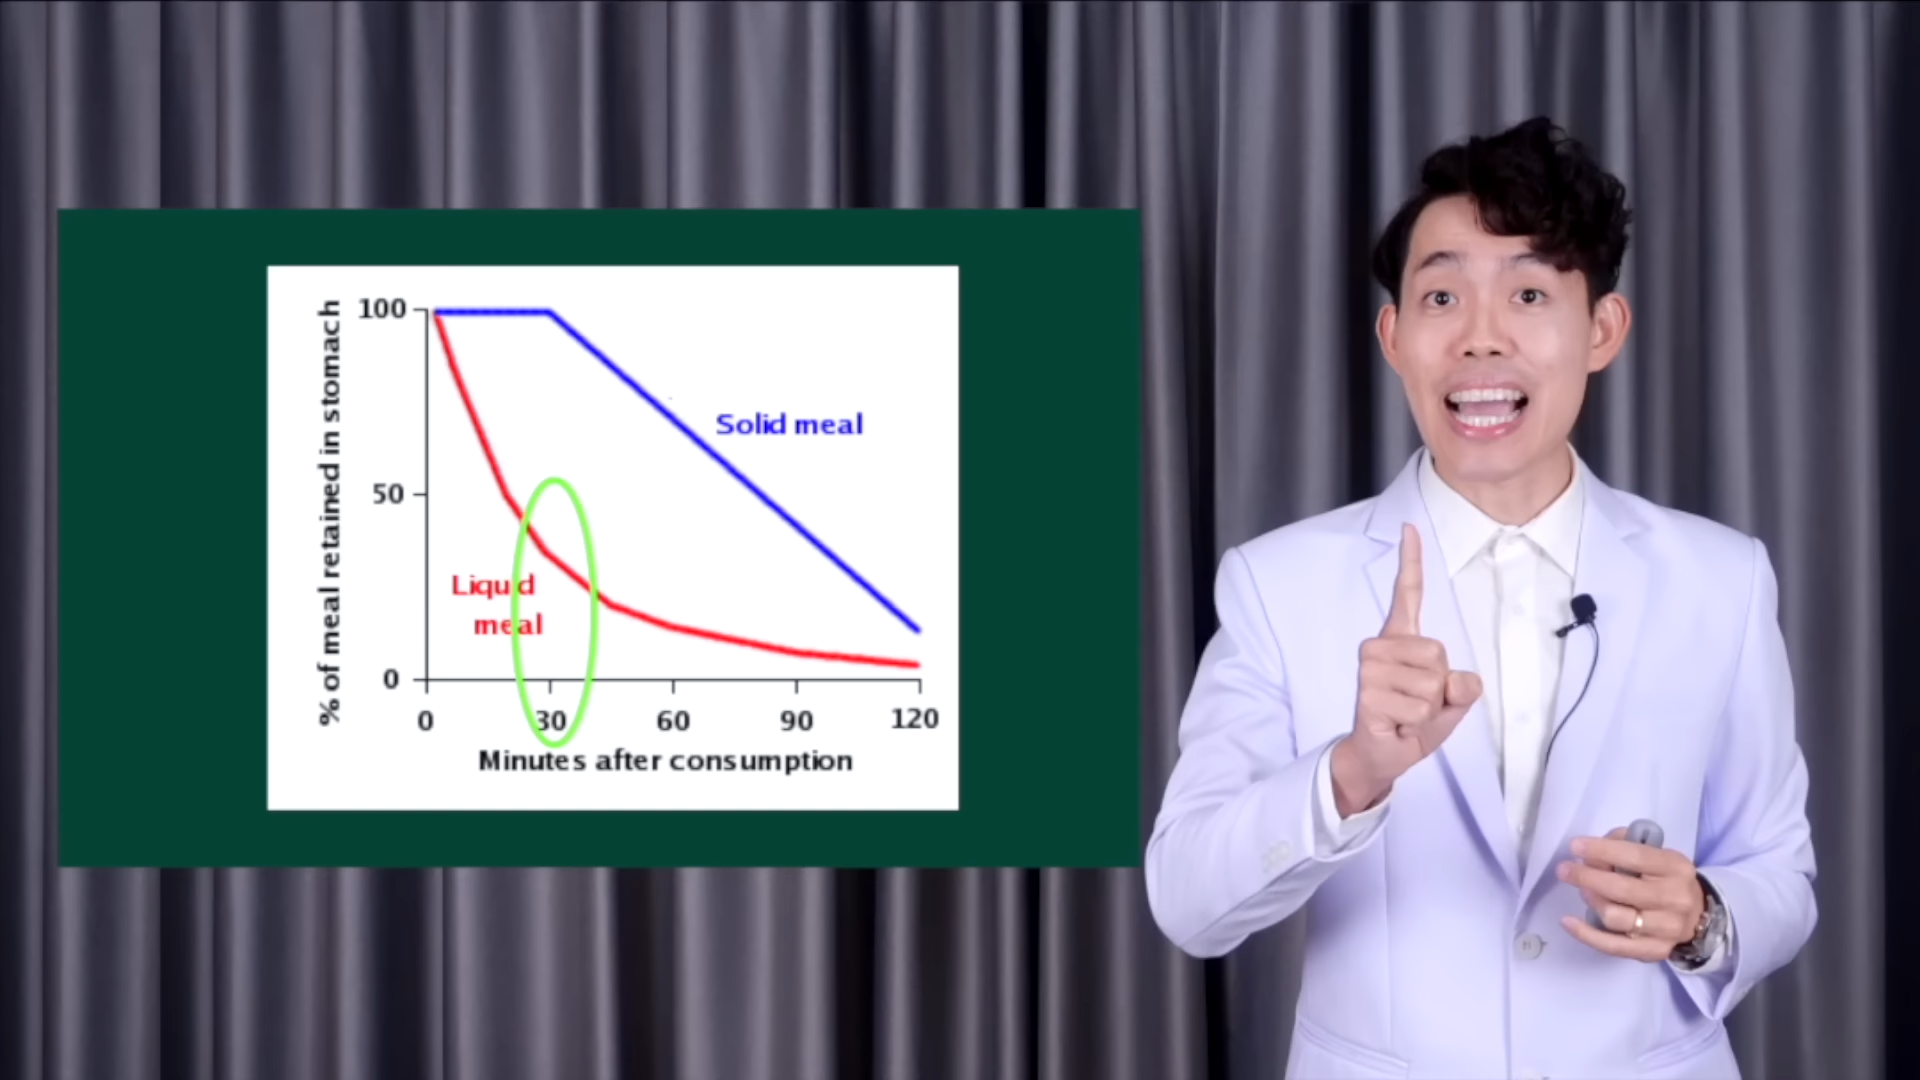 % of meal retained in stomach
100
50
0
Solid meal
Liquid
meal
0 30 60 90 120
Minutes after consumption